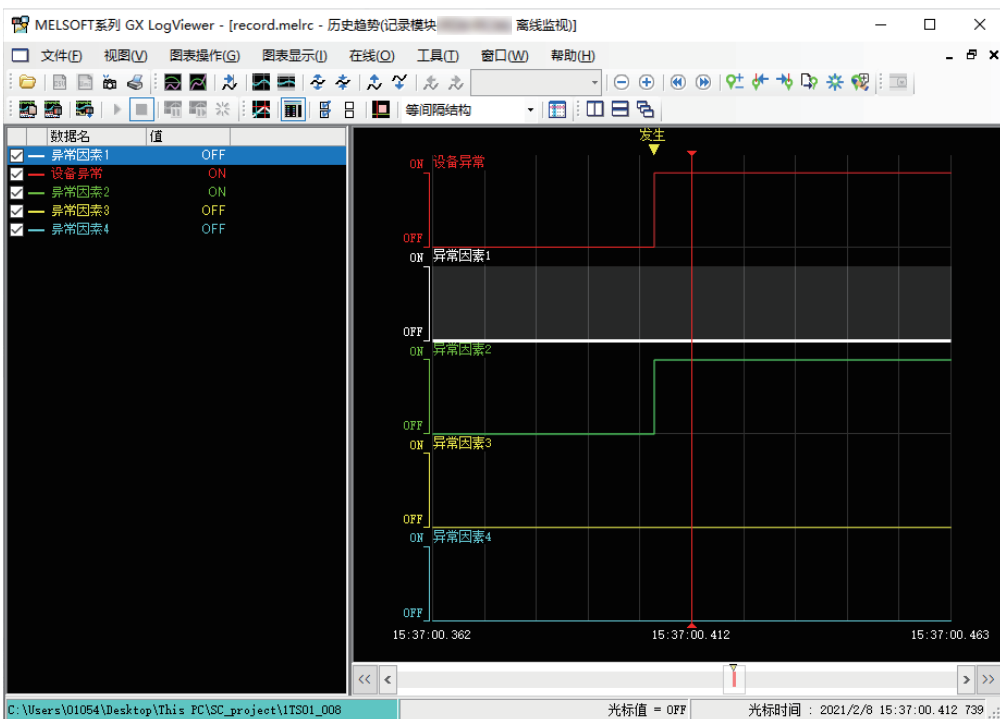 MELSOFT系列 GX LogViewer - [record.melrc - 历史趋势(记录模块 离线监视)]
文件(F) 视图(V) 图表操作(G) 图表显示(I) 在线(O) 工具(T) 窗口(W) 帮助(H)
等间隔结构
数据名 值
异常因素1 OFF
设备异常 ON
异常因素2 ON
异常因素3 OFF
异常因素4 OFF
发生
ON 设备异常
OFF
ON 异常因素1
OFF
ON 异常因素2
OFF
ON 异常因素3
OFF
ON 异常因素4
OFF
15:37:00.362 15:37:00.412 15:37:00.463
C:\Users\01054\Desktop\This PC\SC_project\1TS01_008 光标值 = OFF 光标时间 : 2021/2/8 15:37:00.412 739